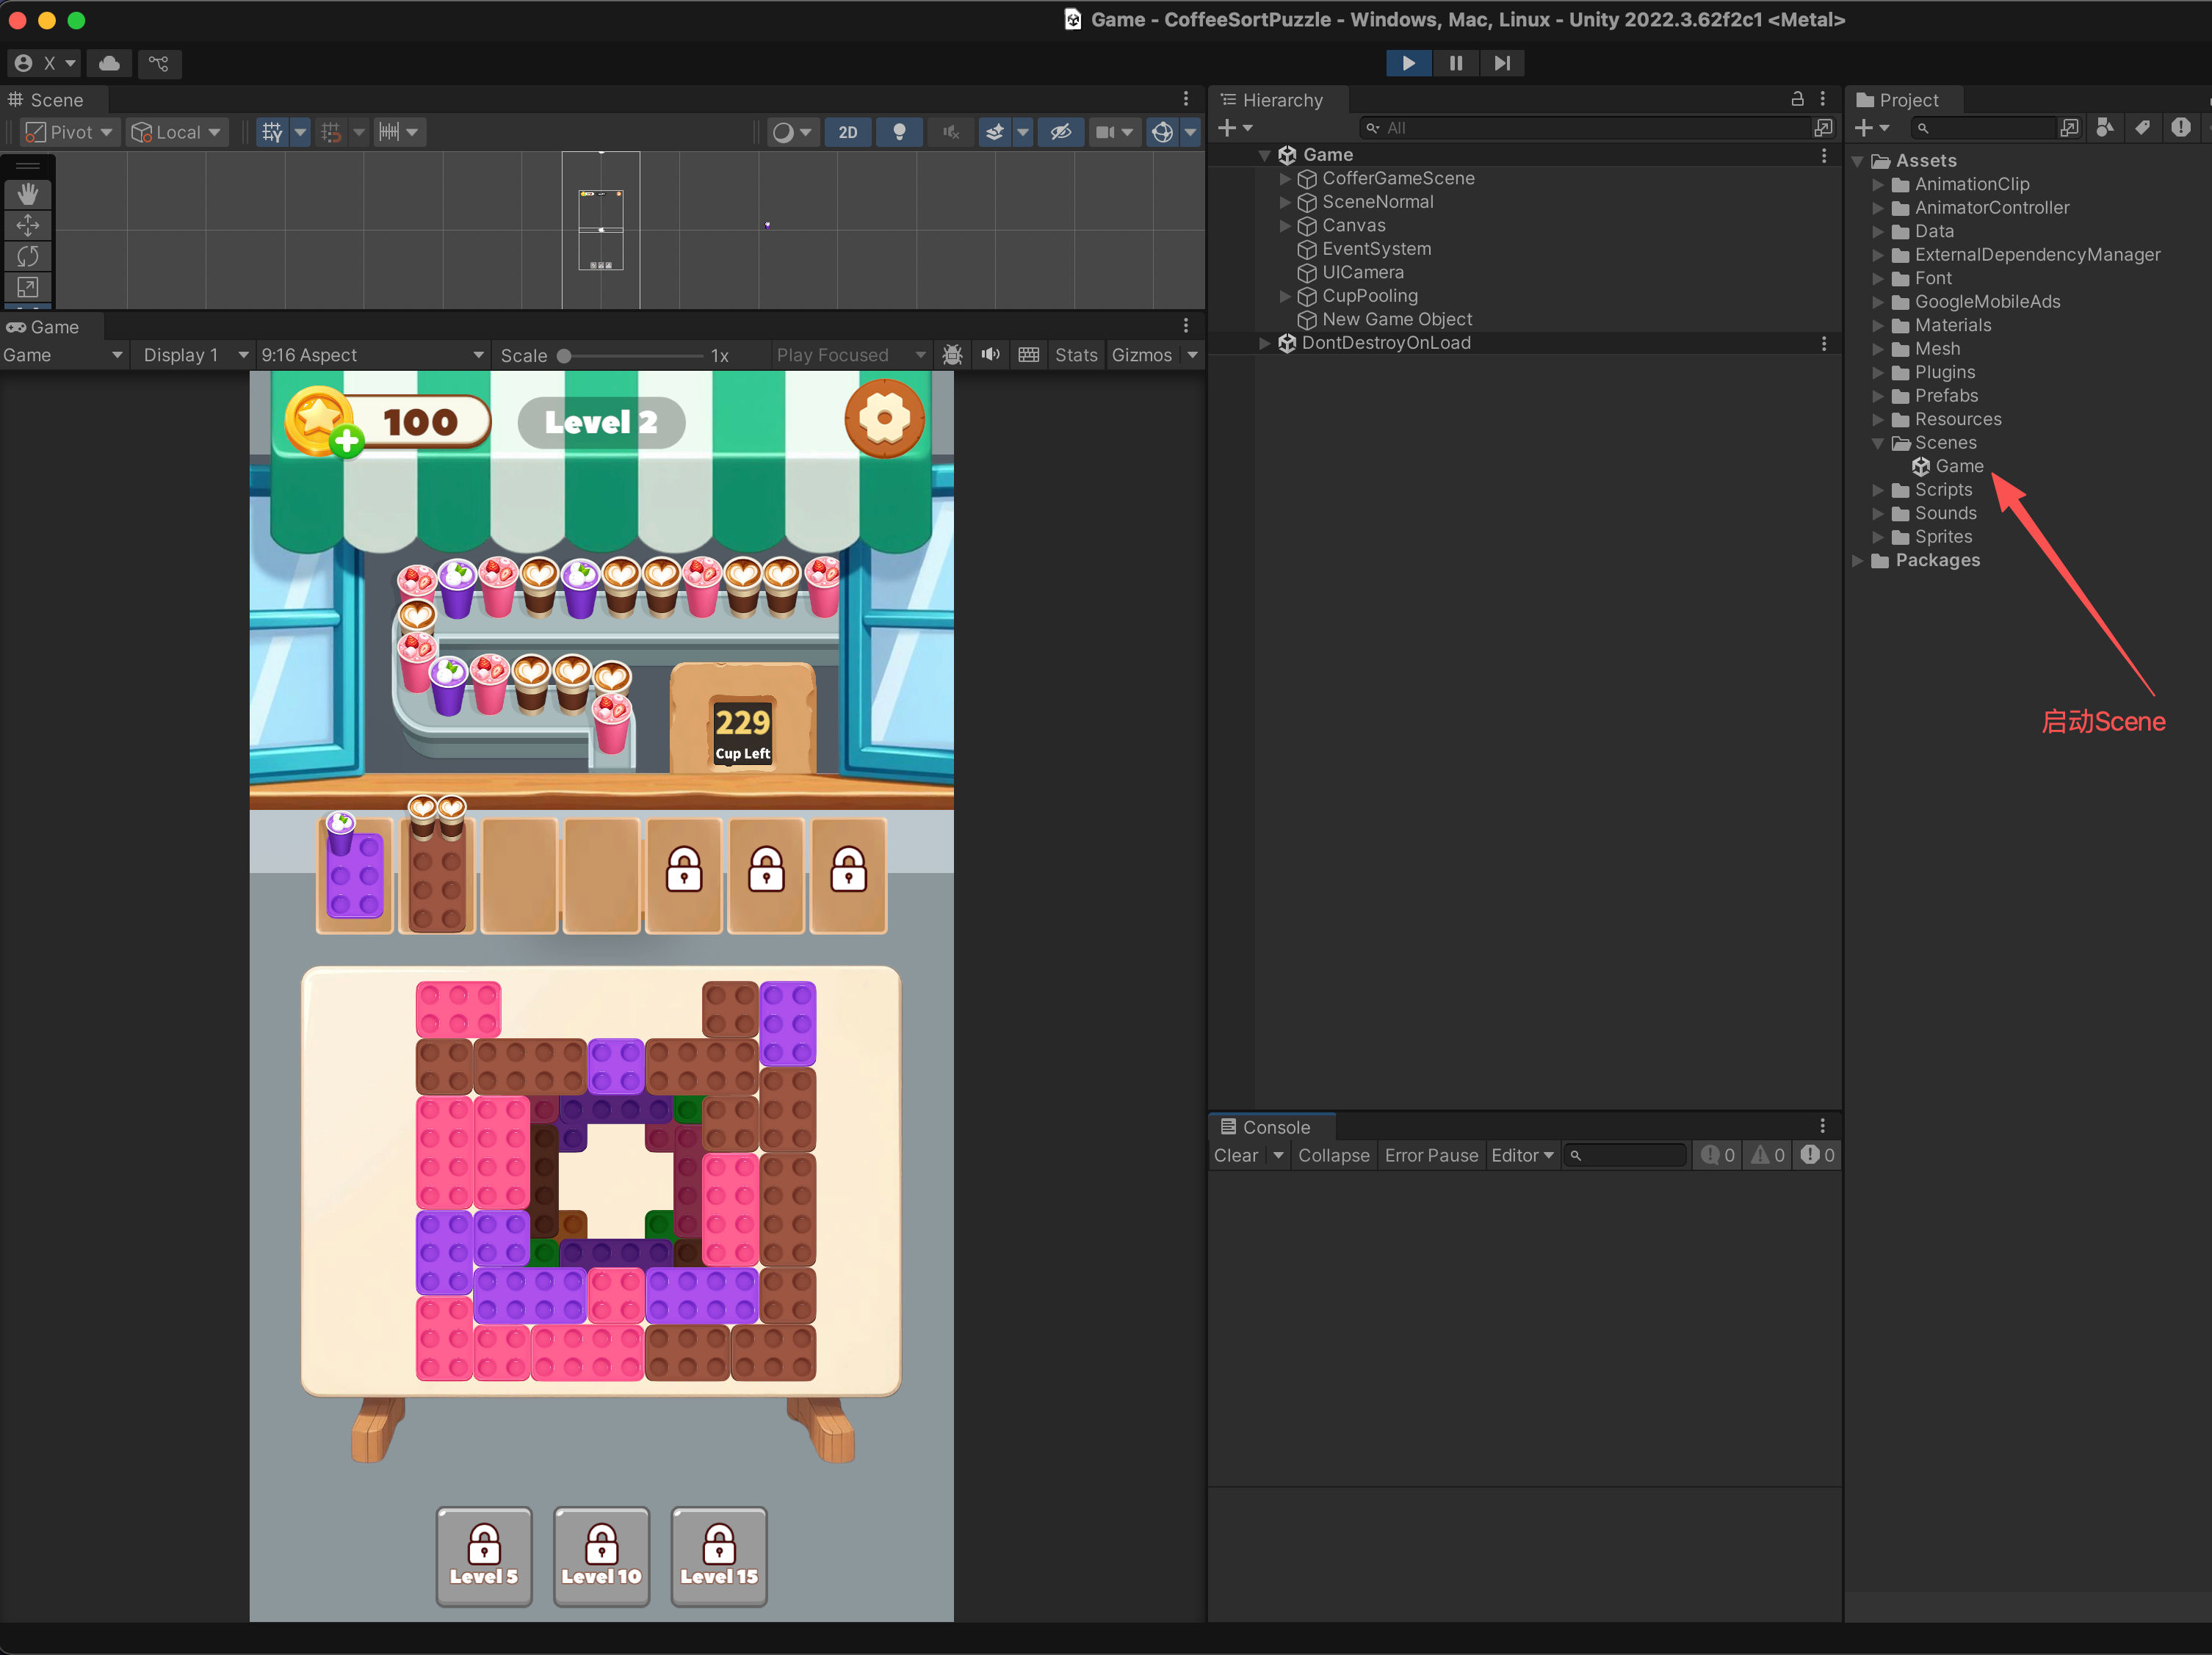 Game - CoffeeSortPuzzle - Windows, Mac, Linux - Unity 2022.3.62f2c1 <Metal>
X
Scene
Pivot
Local
2D
Game
Game
Display 1
9:16 Aspect
Scale
1x
Play Focused
Stats
Gizmos
100
Level 2
229
Cup Left
Level 5
Level 10
Level 15
Hierarchy
All
Game
CofferGameScene
SceneNormal
Canvas
EventSystem
UICamera
CupPooling
New Game Object
DontDestroyOnLoad
Console
Clear
Collapse
Error Pause
Editor
0
0
0
Project
Assets
AnimationClip
AnimatorController
Data
ExternalDependencyManager
Font
GoogleMobileAds
Materials
Mesh
Plugins
Prefabs
Resources
Scenes
Game
Scripts
Sounds
Sprites
Packages
启动Scene